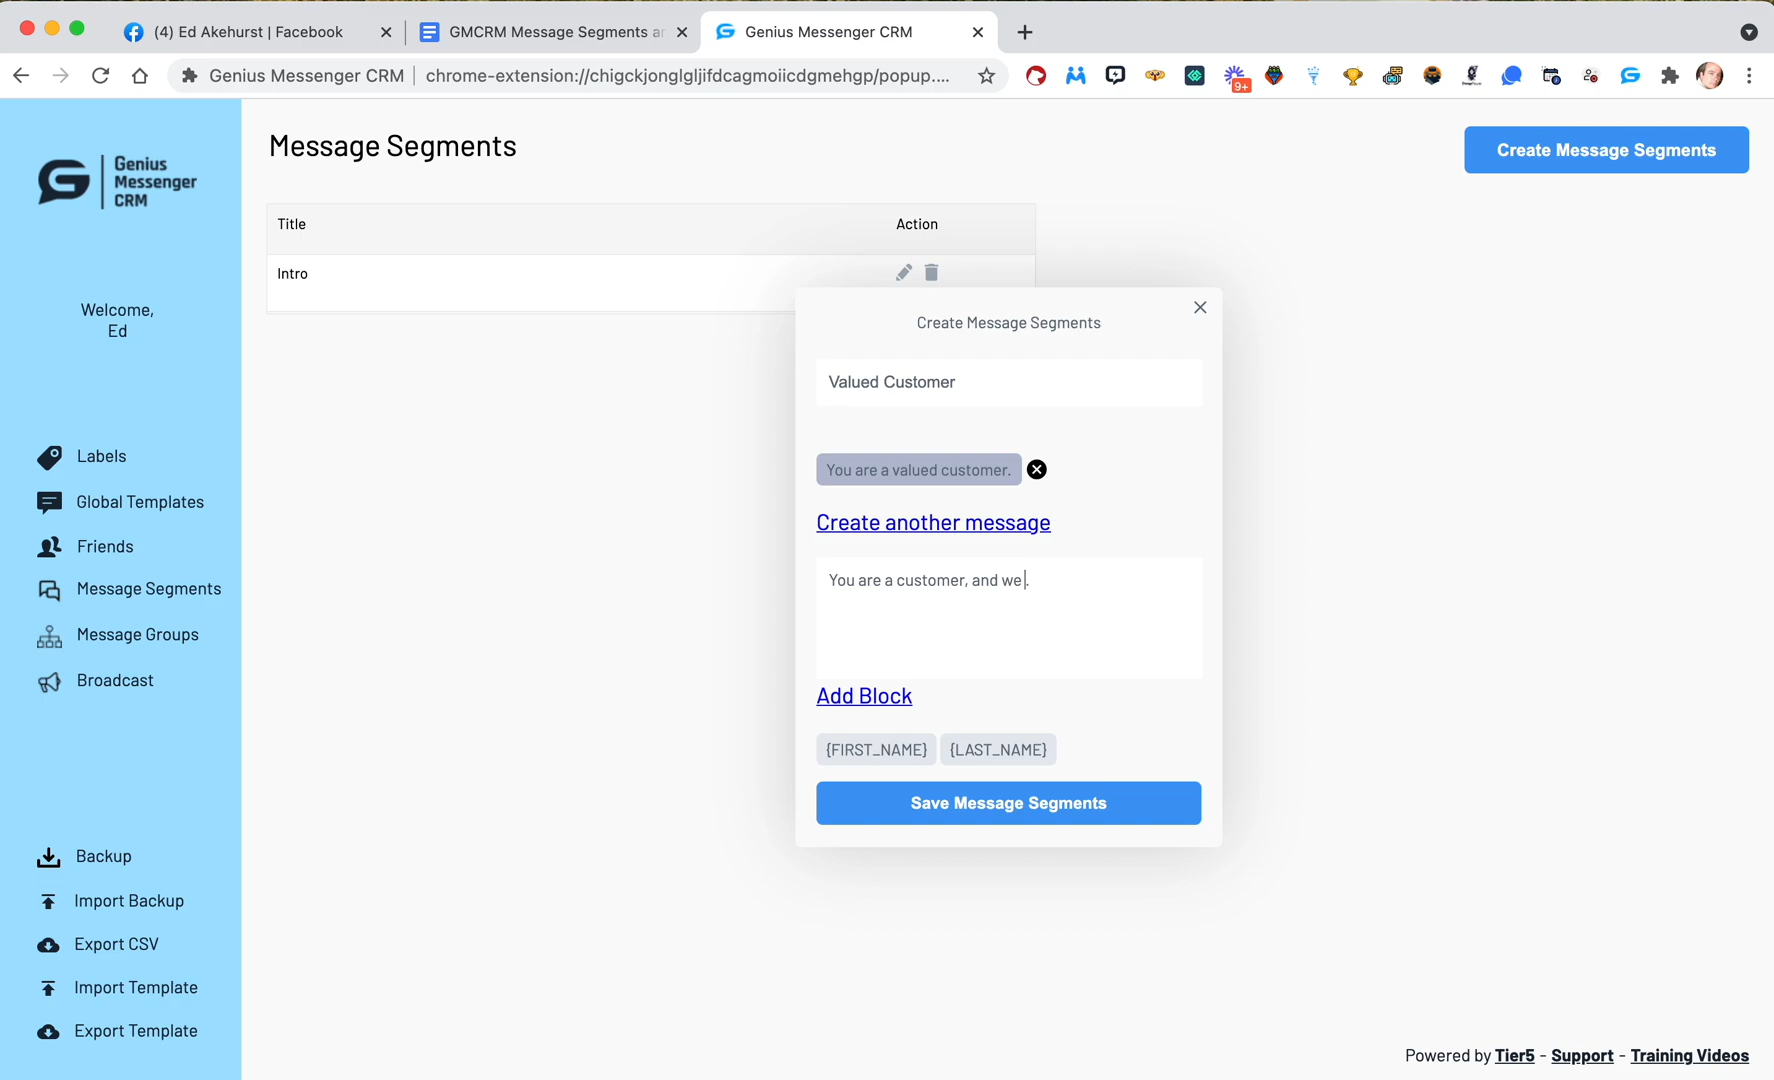 (4) Ed Akehurst | Facebook
GMCRM Message Segments ar
Genius Messenger CRM
Genius Messenger CRM
chrome-extension://chigckjonglgljifdcagmoiicdgmehgp/popup....
9+
Genius
Messenger
CRM
Welcome,
Ed
Labels
Global Templates
Friends
Message Segments
Message Groups
Broadcast
Backup
Import Backup
Export CSV
Import Template
Export Template
Message Segments
Create Message Segments
Title
Action
Intro
Create Message Segments
Valued Customer
You are a valued customer.
Create another message
You are a customer, and we .
Add Block
{FIRST_NAME}
{LAST_NAME}
Save Message Segments
Powered by Tier5 - Support - Training Videos